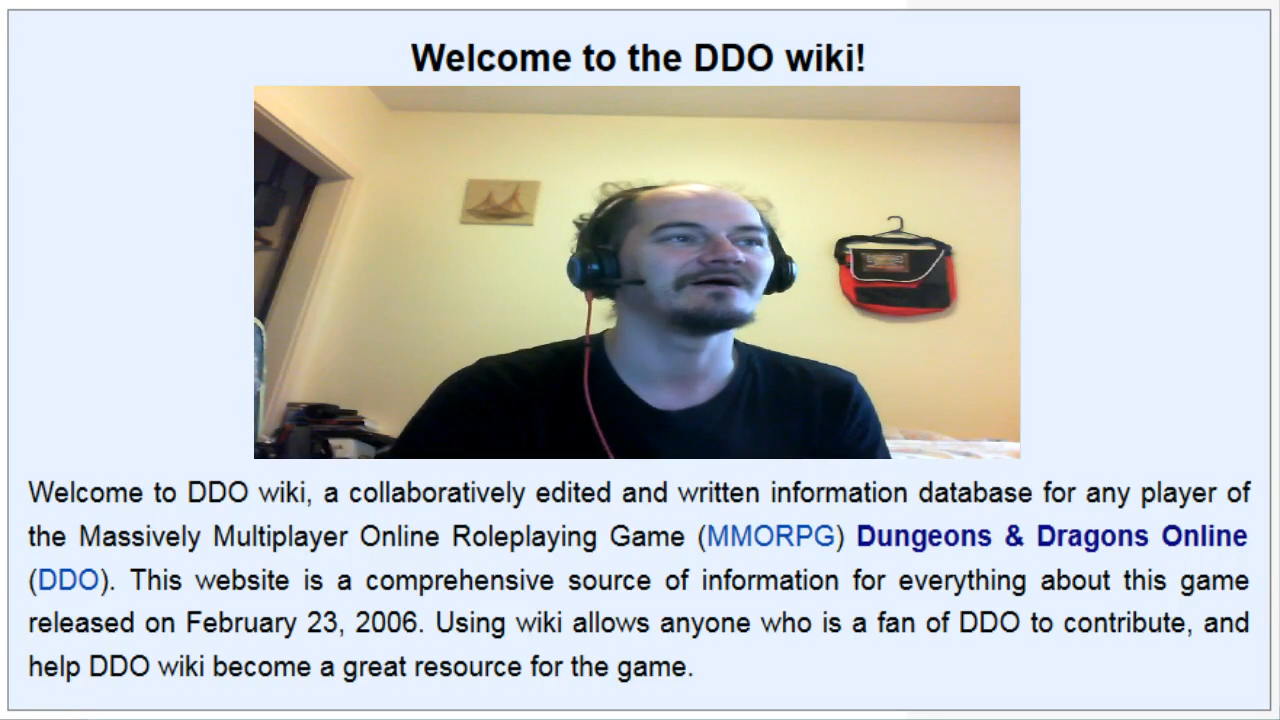 Welcome to the DDO wiki!
Welcome to DDO wiki, a collaboratively edited and written information database for any player of
the Massively Multiplayer Online Roleplaying Game (MMORPG) Dungeons & Dragons Online
(DDO). This website is a comprehensive source of information for everything about this game
released on February 23, 2006. Using wiki allows anyone who is a fan of DDO to contribute, and
help DDO wiki become a great resource for the game.